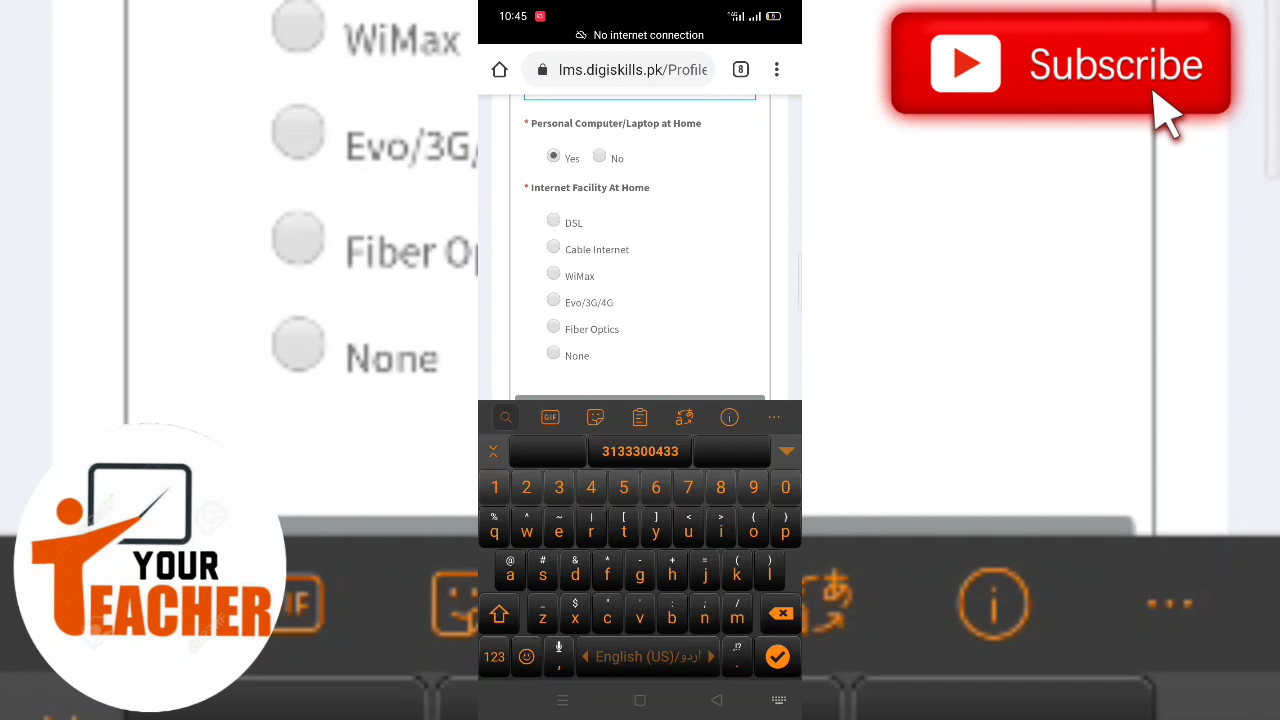 10:45
No internet connection
lms.digiskills.pk/Profile
8
* Personal Computer/Laptop at Home
Yes No
* Internet Facility At Home
DSL
Cable Internet
WiMax
Evo/3G/4G
Fiber Optics
None
GIF
3133300433
1 2 3 4 5 6 7 8 9 0
% ^ ~ | [ ] < > { }
q w e r t y u i o p
@ # & * - + = ( )
a s d f g h j k l
_ $ " ' : ; /
z x c v b n m
123 , English (US)/اردو .
!?
WiMax
Evo/3G/
Fiber Op
None
Subscribe
YOUR
TEACHER